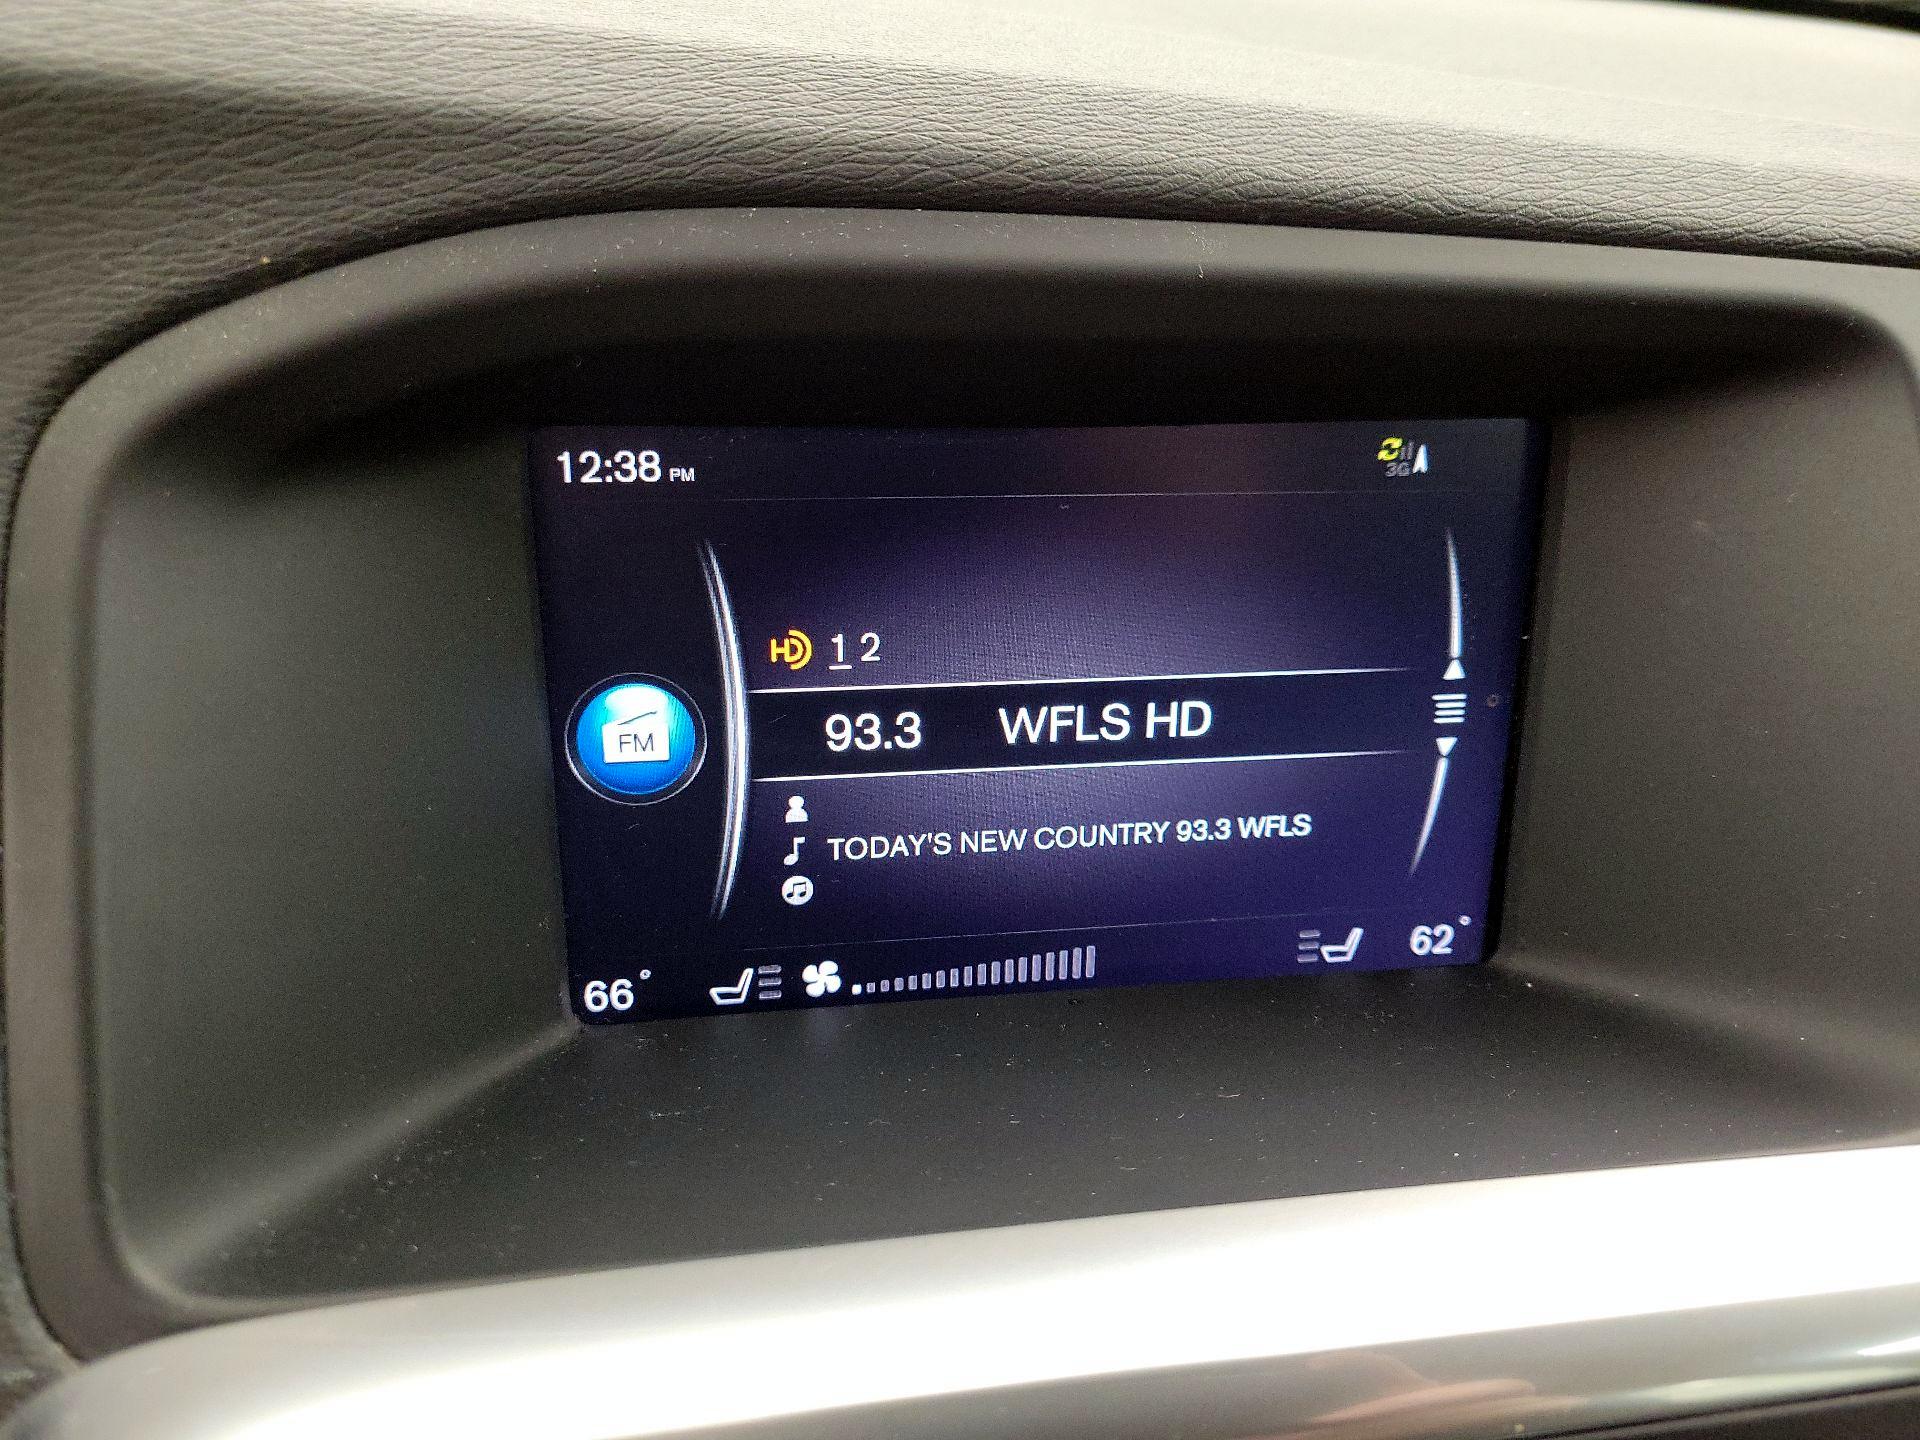 12:38 PM
3G
HD 1 2
FM
93.3 WFLS HD
TODAY'S NEW COUNTRY 93.3 WFLS
66° 62°